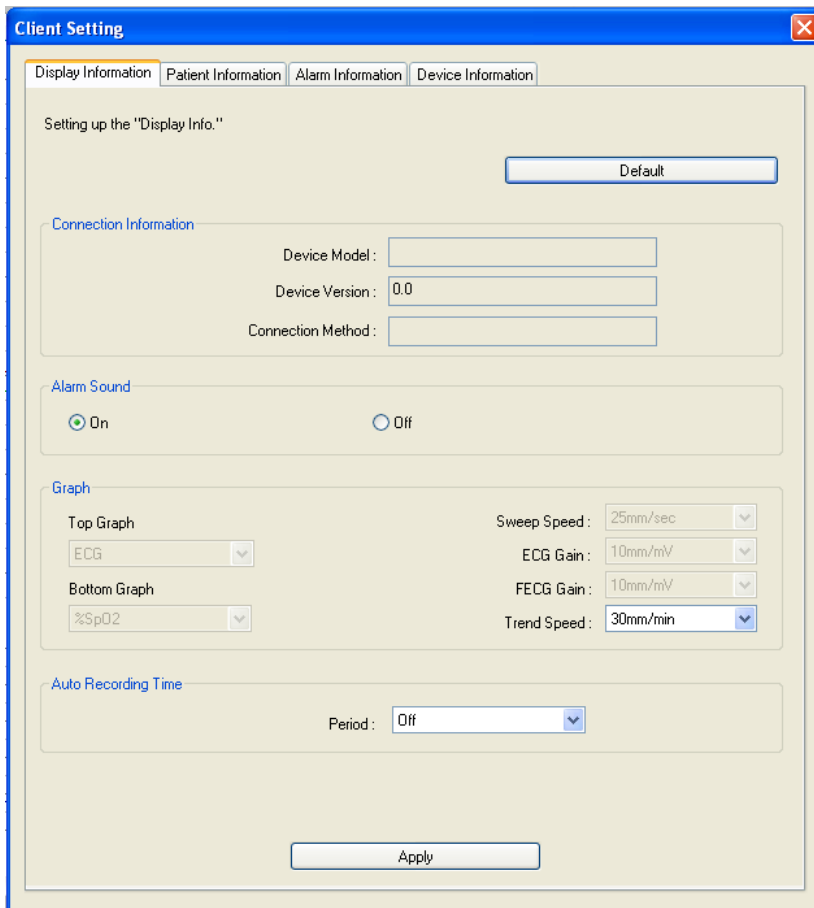 Client Setting
Display Information Patient Information Alarm Information Device Information
Setting up the "Display Info."
Default
Connection Information
Device Model :
Device Version : 0.0
Connection Method :
Alarm Sound
On Off
Graph
Top Graph
ECG
Bottom Graph
%SpO2
Sweep Speed : 25mm/sec
ECG Gain : 10mm/mV
FECG Gain : 10mm/mV
Trend Speed : 30mm/min
Auto Recording Time
Period : Off
Apply